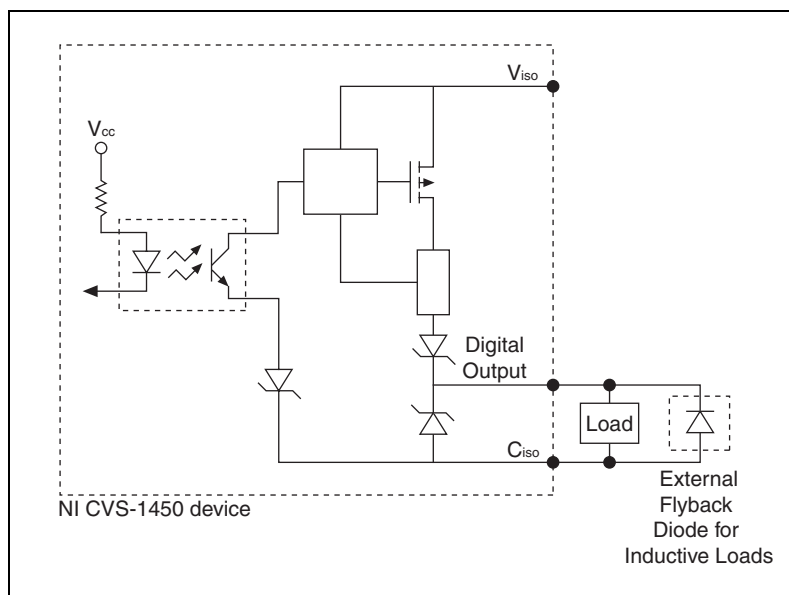 Viso
Vcc
Digital
Output
Load
Ciso
NI CVS-1450 device
External
Flyback
Diode for
Inductive Loads